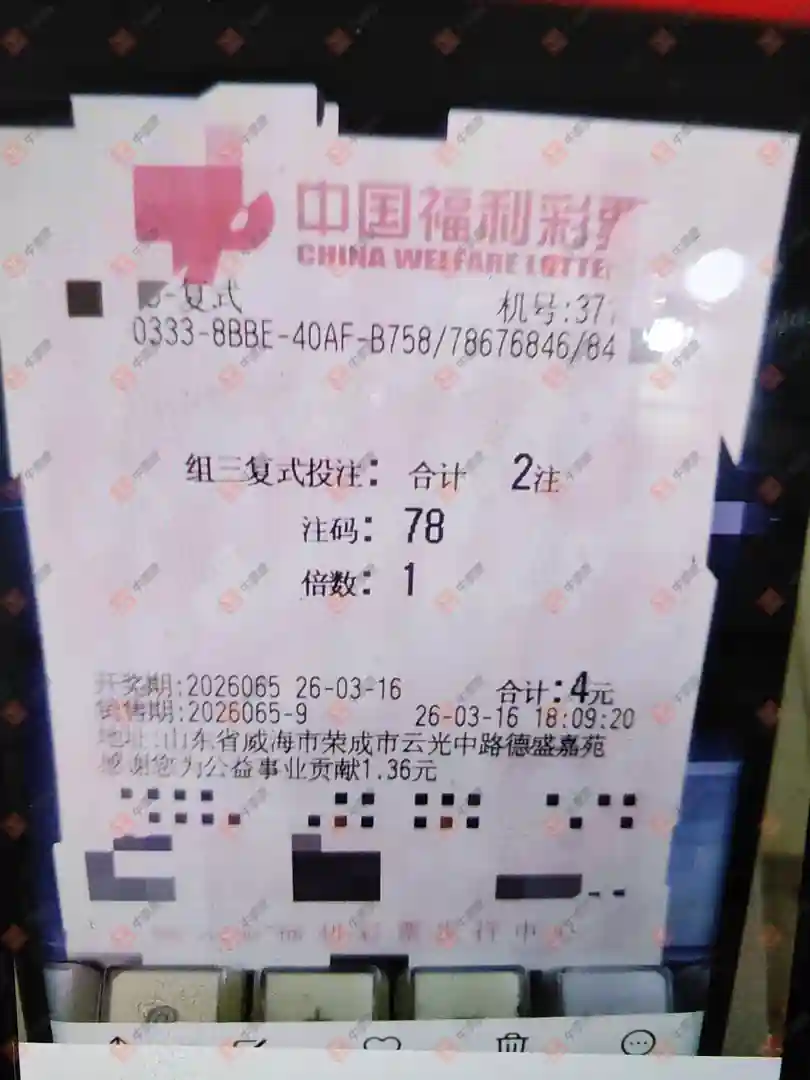 中国福利彩
CHINA WELFARE LOTTE
-复式 机号:37
0333-8BBE-40AF-B758/78676846/84
组三复式投注: 合计 2注
注码: 78
倍数: 1
开奖期:2026065 26-03-16 合计:4元
销售期:2026065-9 26-03-16 18:09:20
地址:山东省威海市荣成市云光中路德盛嘉苑
感谢您为公益事业贡献1.36元